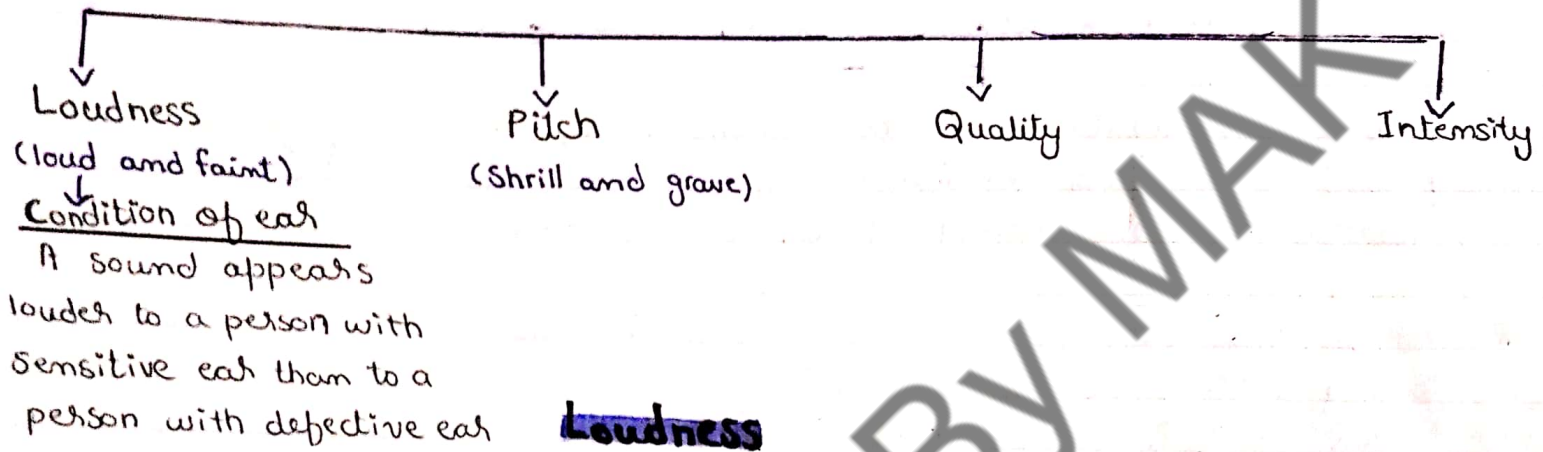 Loudness
(loud and faint)
Condition of ear
A sound appears
louder to a person with
sensitive ear than to a
person with defective ear
Pitch
(Shrill and grave)
Quality
Intensity
Loudness
By MAK